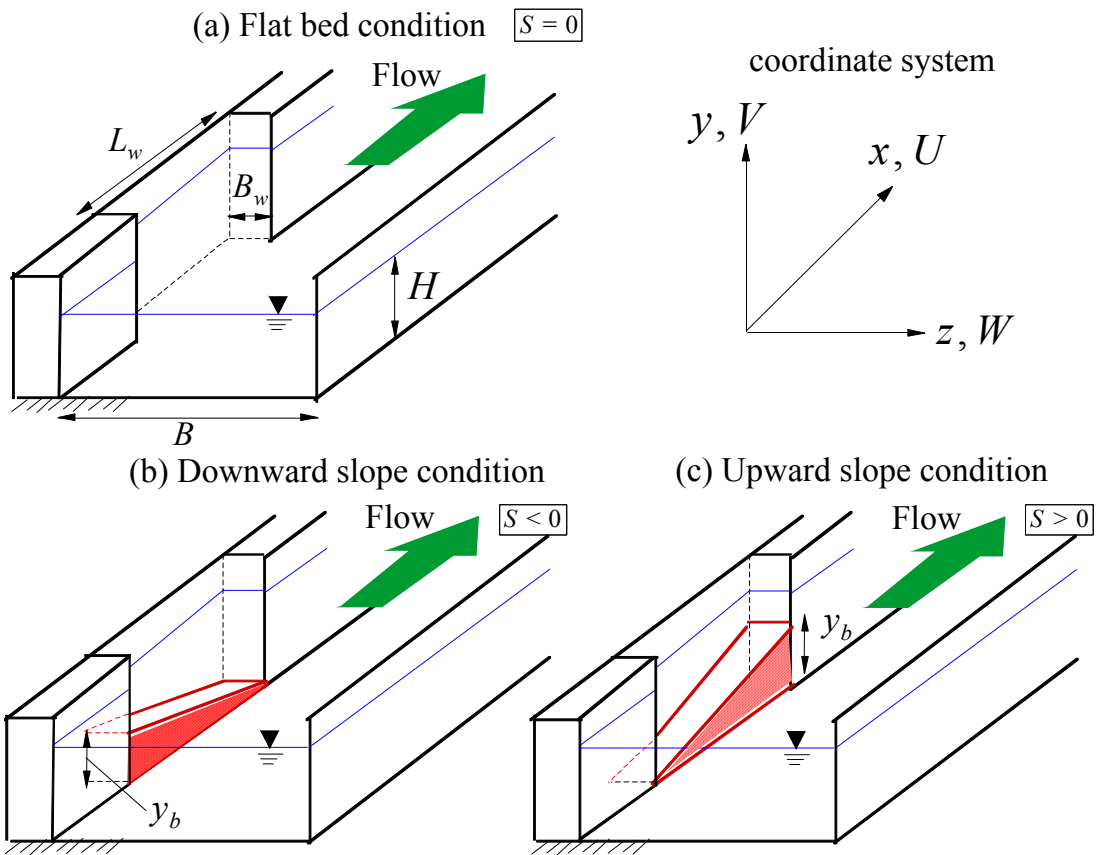 (a) Flat bed condition S = 0
coordinate system
Flow
y, V
x, U
L_w
B_w
H
z, W
B
(b) Downward slope condition
(c) Upward slope condition
Flow
S < 0
Flow
S > 0
y_b
y_b